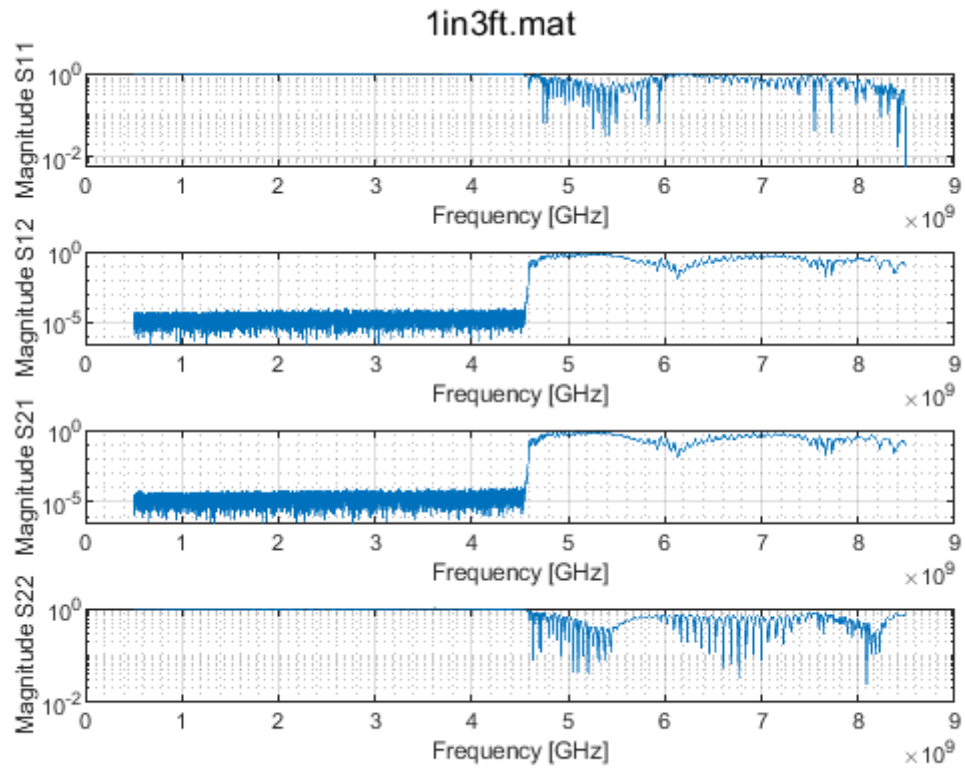 1in3ft.mat
Magnitude S11
10^0
10^-2
0 1 2 3 4 5 6 7 8 9
Frequency [GHz]
×10^9
Magnitude S12
10^0
10^-5
0 1 2 3 4 5 6 7 8 9
Frequency [GHz]
×10^9
Magnitude S21
10^0
10^-5
0 1 2 3 4 5 6 7 8 9
Frequency [GHz]
×10^9
Magnitude S22
10^0
10^-2
0 1 2 3 4 5 6 7 8 9
Frequency [GHz]
×10^9